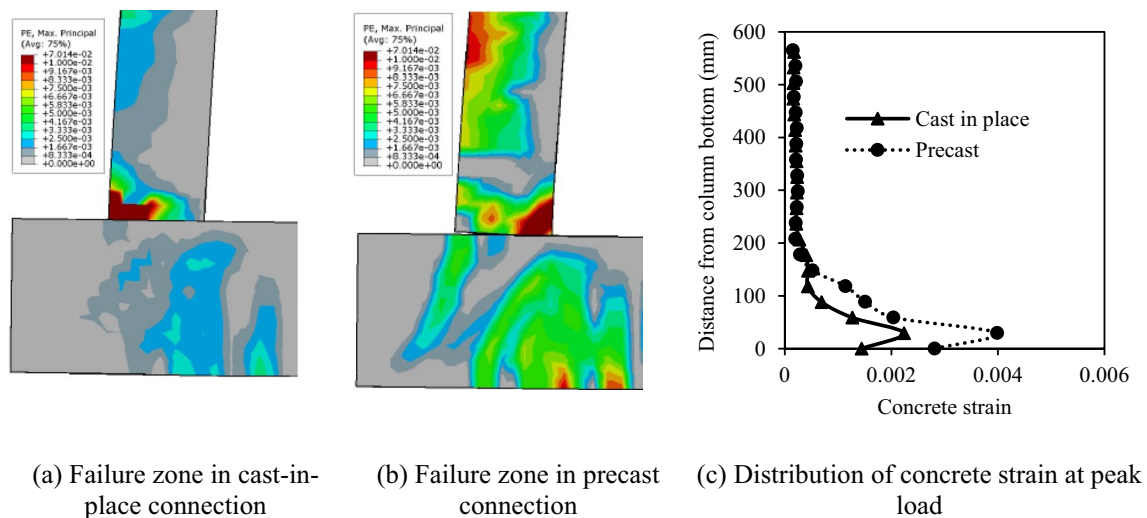 PE, Max. Principal
(Avg: 75%)
+7.014e-02
+1.000e-02
+9.167e-03
+8.333e-03
+7.500e-03
+6.667e-03
+5.833e-03
+5.000e-03
+4.167e-03
+3.333e-03
+2.500e-03
+1.667e-03
+8.333e-04
+0.000e+00
PE, Max. Principal
(Avg: 75%)
+7.014e-02
+1.000e-02
+9.167e-03
+8.333e-03
+7.500e-03
+6.667e-03
+5.833e-03
+5.000e-03
+4.167e-03
+3.333e-03
+2.500e-03
+1.667e-03
+8.333e-04
+0.000e+00
Distance from column bottom (mm)
600
500
400
300
200
100
0
Cast in place
Precast
0
0.002
0.004
0.006
Concrete strain
(a) Failure zone in cast-in-
place connection
(b) Failure zone in precast
connection
(c) Distribution of concrete strain at peak
load